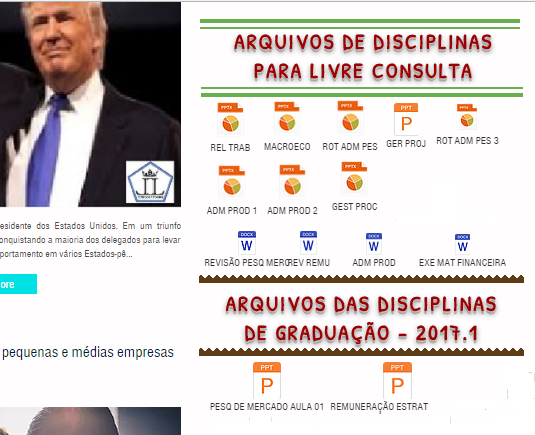 ARQUIVOS DE DISCIPLINAS
PARA LIVRE CONSULTA
PPTX PPTX PPTX PPT PPTX
P
REL TRAB MACROECO ROT ADM PES GER PROJ ROT ADM PES 3
PPTX PPTX PPTX
ADM PROD 1 ADM PROD 2 GEST PROC
DOCX DOCX DOCX DOCX
W W W W
REVISÃO PESQ MERC REV REMU ADM PROD EXE MAT FINANCEIRA
ARQUIVOS DAS DISCIPLINAS
DE GRADUAÇÃO - 2017.1
PPT PPT
P P
PESQ DE MERCADO AULA 01 REMUNERAÇÃO ESTRAT
esidente dos Estados Unidos. Em um triunfo
onquistando a maioria dos delegados para levar
portamento em vários Estados-pê...
ore
pequenas e médias empresas